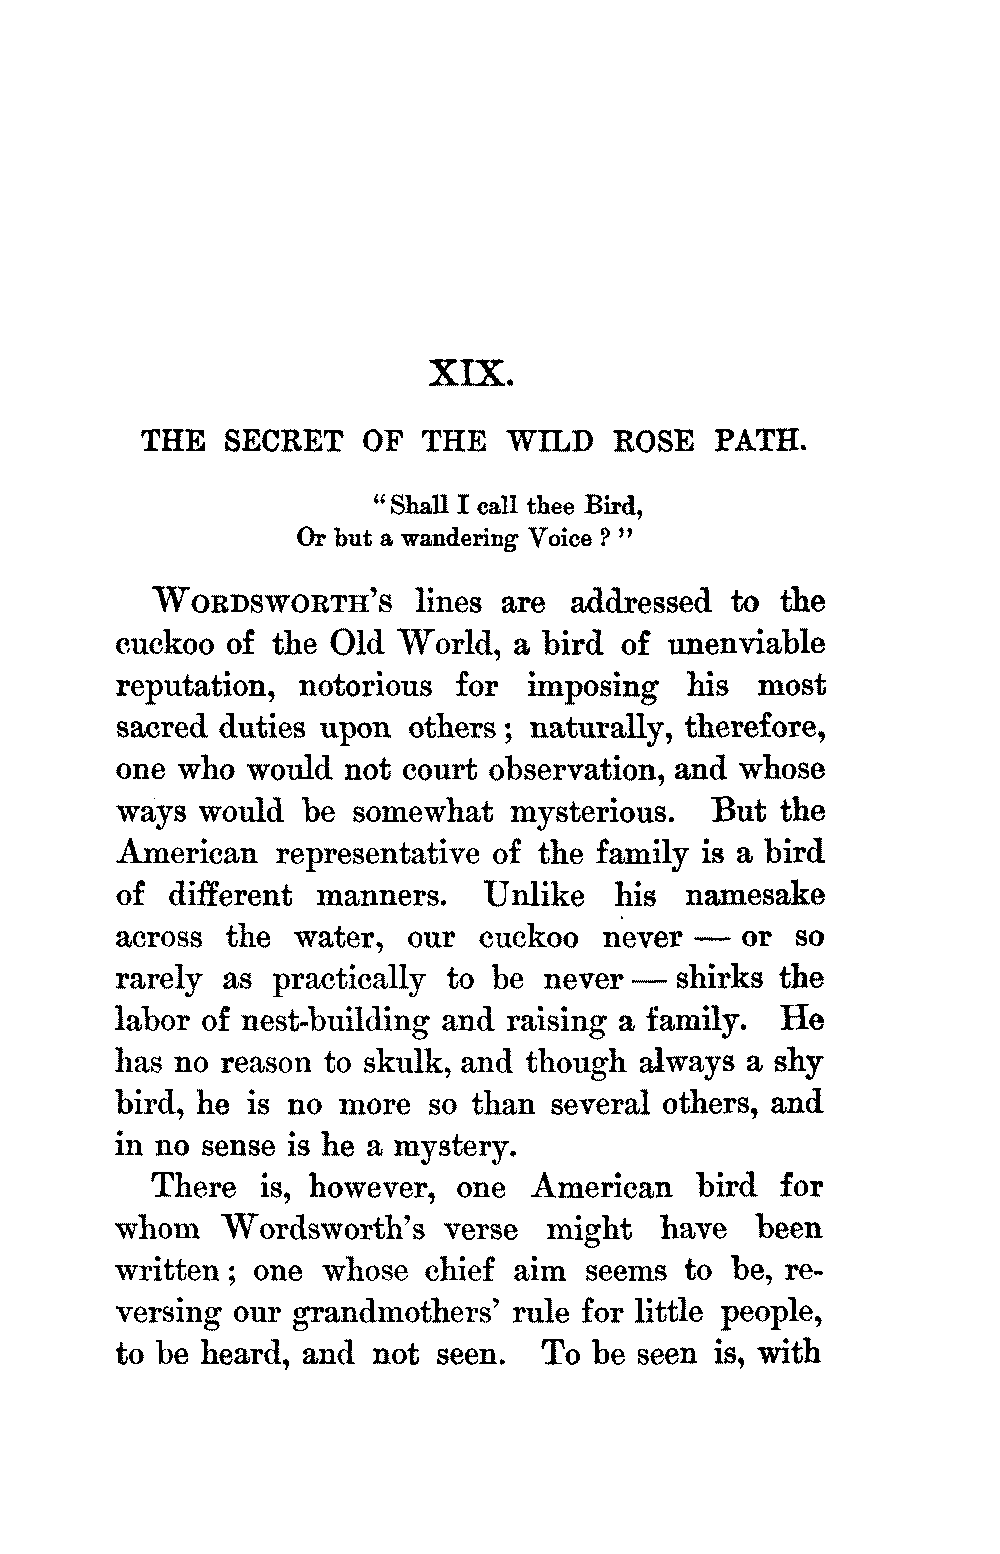 XIX.
THE SECRET OF THE WILD ROSE PATH.
"Shall I call thee Bird,
Or but a wandering Voice ? "
WORDSWORTH'S lines are addressed to the
cuckoo of the Old World, a bird of unenviable
reputation, notorious for imposing his most
sacred duties upon others ; naturally, therefore,
one who would not court observation, and whose
ways would be somewhat mysterious. But the
American representative of the family is a bird
of different manners. Unlike his namesake
across the water, our cuckoo never — or so
rarely as practically to be never — shirks the
labor of nest-building and raising a family. He
has no reason to skulk, and though always a shy
bird, he is no more so than several others, and
in no sense is he a mystery.
There is, however, one American bird for
whom Wordsworth's verse might have been
written ; one whose chief aim seems to be, re-
versing our grandmothers' rule for little people,
to be heard, and not seen. To be seen is, with